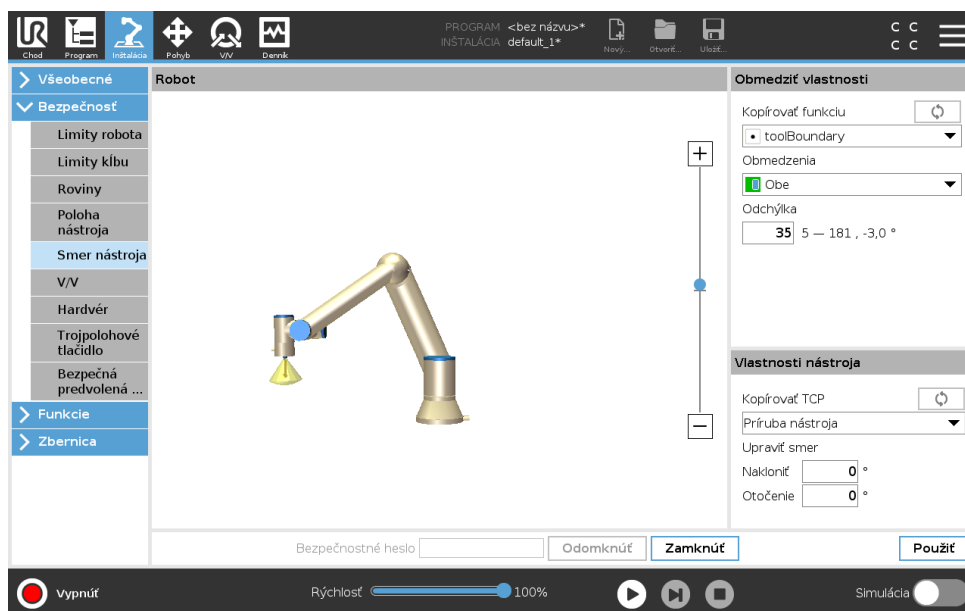 UR
PROGRAM <bez názvu>*
INŠTALÁCIA default_1*
Chod
Program
Inštalácia
Pohyb
V/V
Denník
Nový...
Otvoriť...
Uložiť...
C C
C C
Všeobecné
Bezpečnosť
Limity robota
Limity kĺbu
Roviny
Poloha
nástroja
Smer nástroja
V/V
Hardvér
Trojpolohové
tlačidlo
Bezpečná
predvolená ...
Funkcie
Zbernica
Robot
Obmedziť vlastnosti
Kopírovať funkciu
toolBoundary
Obmedzenia
Obe
Odchýlka
35 5 — 181 , -3,0 °
Vlastnosti nástroja
Kopírovať TCP
Príruba nástroja
Upraviť smer
Nakloniť 0 °
Otočenie 0 °
Bezpečnostné heslo
Odomknúť
Zamknúť
Použiť
Vypnúť
Rýchlosť 100%
Simulácia